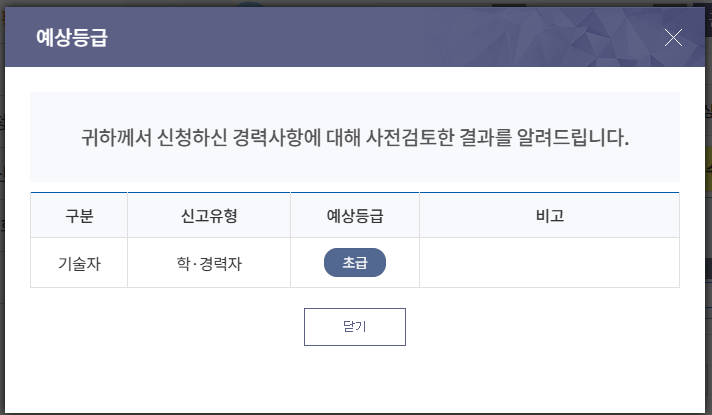 예상등급
귀하께서 신청하신 경력사항에 대해 사전검토한 결과를 알려드립니다.
구분 신고유형 예상등급 비고
기술자 학·경력자 초급
닫기